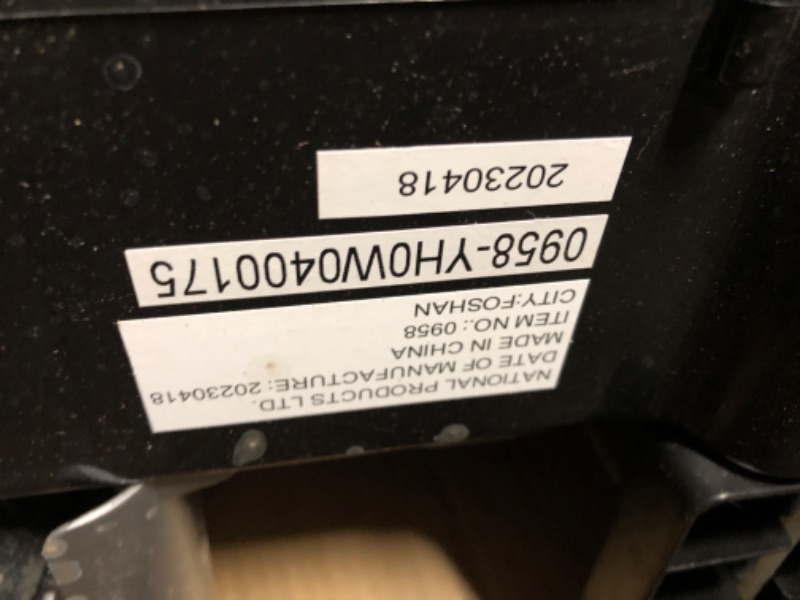 NATIONAL PRODUCTS LTD.
DATE OF MANUFACTURE: 20230418
MADE IN CHINA
ITEM NO.: 0958
CITY:FOSHAN
0958-YH0W0400175
20230418